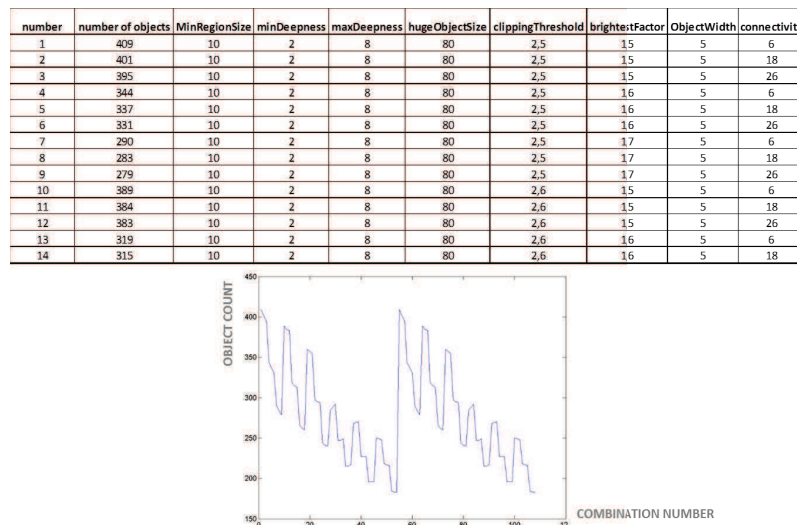 number number of objects MinRegionSize minDeepness maxDeepness hugeObjectSize clippingThreshold brightestFactor ObjectWidth connectivit
1 409 10 2 8 80 2,5 15 5 6
2 401 10 2 8 80 2,5 15 5 18
3 395 10 2 8 80 2,5 15 5 26
4 344 10 2 8 80 2,5 16 5 6
5 337 10 2 8 80 2,5 16 5 18
6 331 10 2 8 80 2,5 16 5 26
7 290 10 2 8 80 2,5 17 5 6
8 283 10 2 8 80 2,5 17 5 18
9 279 10 2 8 80 2,5 17 5 26
10 389 10 2 8 80 2,6 15 5 6
11 384 10 2 8 80 2,6 15 5 18
12 383 10 2 8 80 2,6 15 5 26
13 319 10 2 8 80 2,6 16 5 6
14 315 10 2 8 80 2,6 16 5 18
OBJECT COUNT
450
400
350
300
250
200
150
0 20 40 60 80 100 12
COMBINATION NUMBER